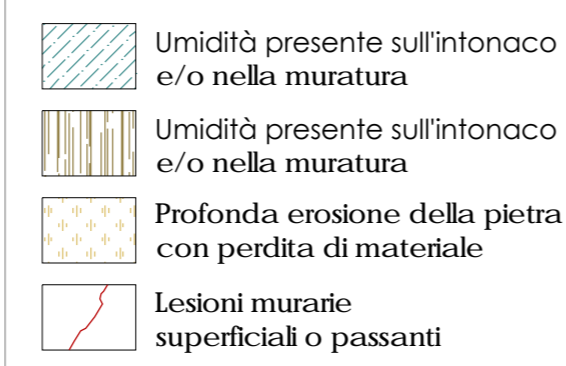 Umidità presente sull'intonaco
e/o nella muratura
Umidità presente sull'intonaco
e/o nella muratura
Profonda erosione della pietra
con perdita di materiale
Lesioni murarie
superficiali o passanti